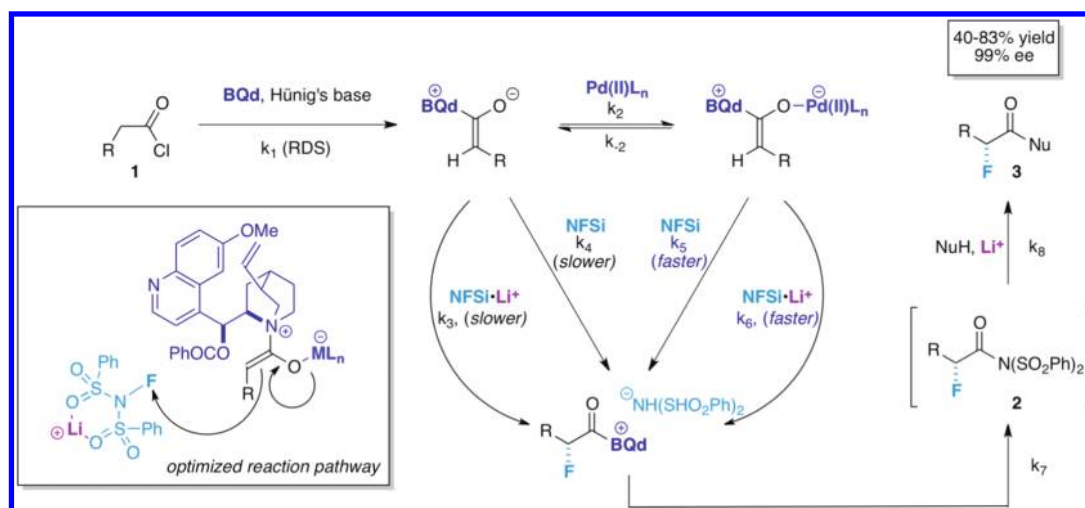 40-83% yield
99% ee
BQd, Hünig's base
k1 (RDS)
R
O
Cl
1
⊕
BQd
O
⊖
H
R
Pd(II)Ln
k2
k-2
⊕
BQd
O
⊖
Pd(II)Ln
H
R
R
O
Nu
F
3
NFSi
k4
(slower)
NFSi
k5
(faster)
NFSi•Li+
k3, (slower)
NFSi•Li+
k6, (faster)
NuH, Li+
k8
OMe
N
N
⊕
⊖
MLn
PhOCO
H
O
R
Ph
O
S
O
N
F
S
Ph
O
O
⊕
Li
optimized reaction pathway
⊖
NH(SHO2Ph)2
R
O
⊕
BQd
F
R
O
N(SO2Ph)2
F
2
k7